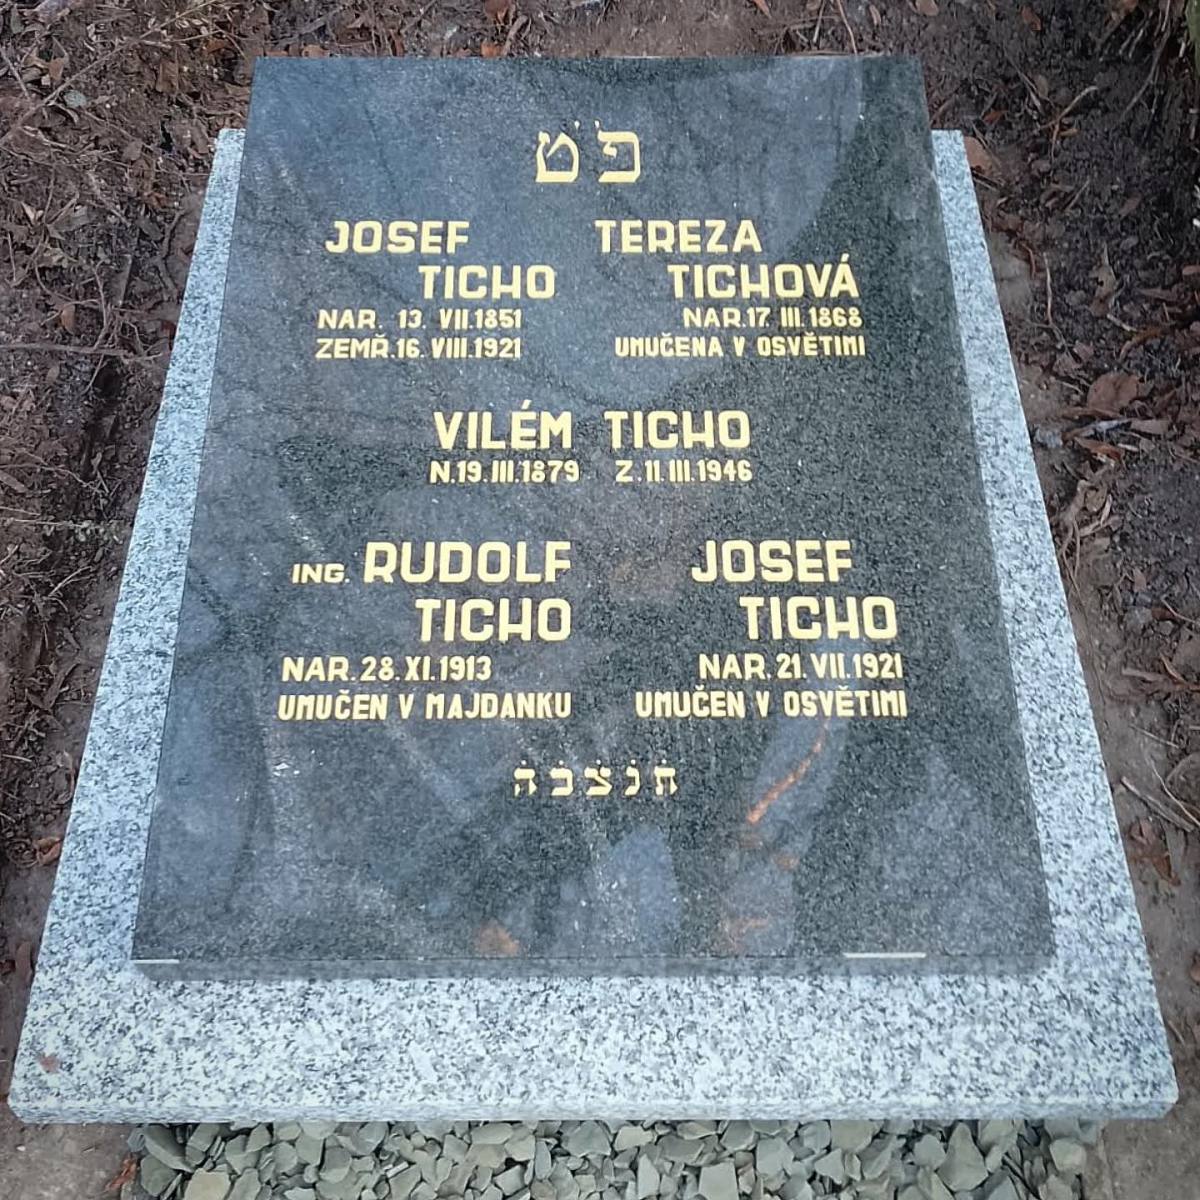 פ ט
JOSEF TEREZA
TICHO TICHOVÁ
NAR. 13. VII.1851 NAR.17. III.1868
ZEMŘ.16. VIII.1921 UMUČENA V OSVĚTIMI
VILÉM TICHO
N.19.III.1879 Z.11.III.1946
ING. RUDOLF JOSEF
TICHO TICHO
NAR.28.XI.1913 NAR.21.VII.1921
UMUČEN V MAJDANKU UMUČEN V OSVĚTIMI
ת נ צ ב ה